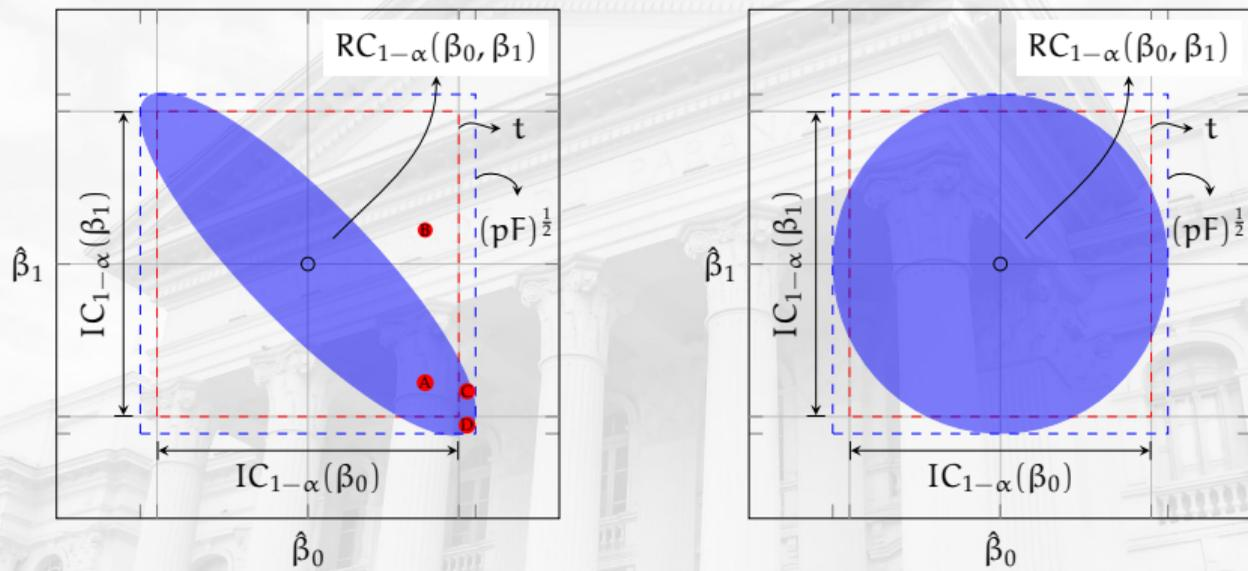 RC₁₋α(β₀, β₁)
t
(pF)^½
IC₁₋α(β₁)
β̂₁
B
A
C
D
IC₁₋α(β₀)
β̂₀
RC₁₋α(β₀, β₁)
t
(pF)^½
IC₁₋α(β₁)
β̂₁
IC₁₋α(β₀)
β̂₀